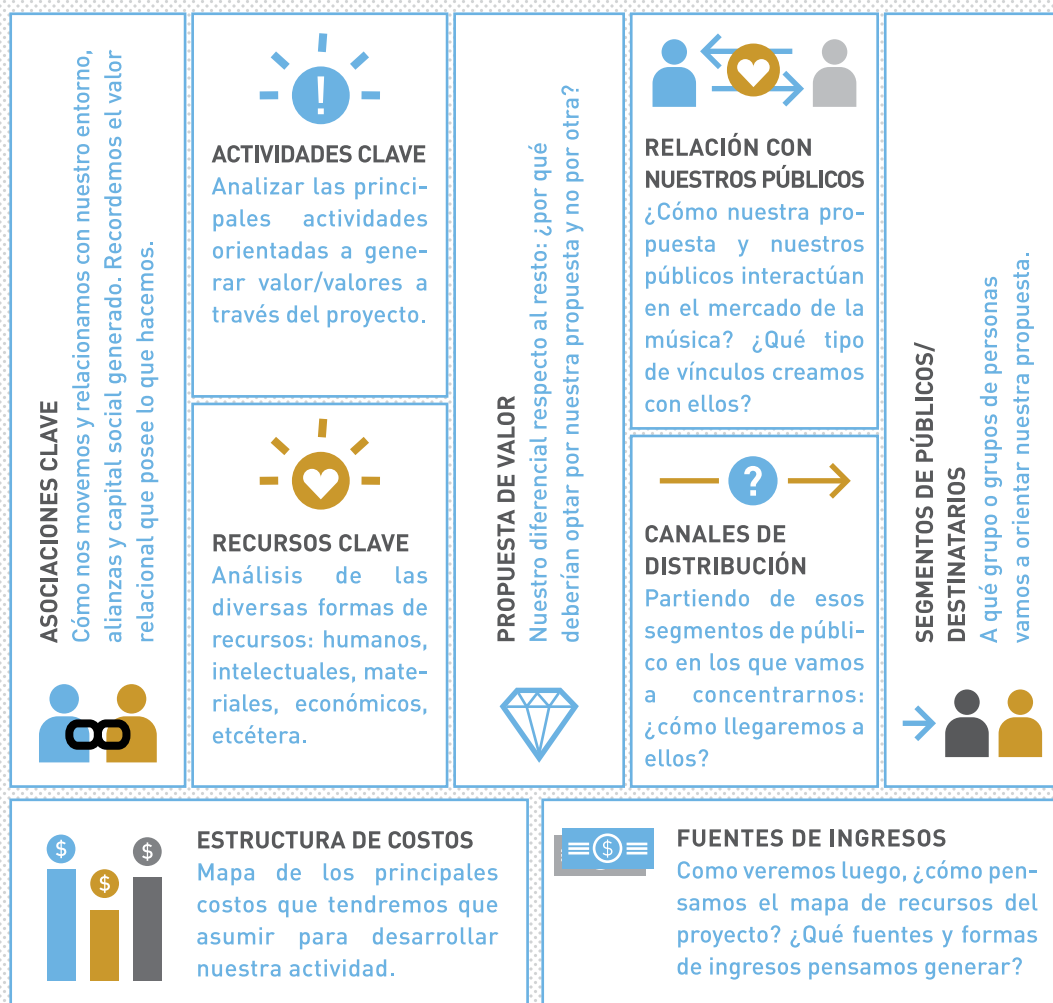 ASOCIACIONES CLAVE
Cómo nos movemos y relacionamos con nuestro entorno,
alianzas y capital social generado. Recordemos el valor
relacional que posee lo que hacemos.
!
ACTIVIDADES CLAVE
Analizar las princi-
pales actividades
orientadas a gene-
rar valor/valores a
través del proyecto.
RECURSOS CLAVE
Análisis de las
diversas formas de
recursos: humanos,
intelectuales, mate-
riales, económicos,
etcétera.
PROPUESTA DE VALOR
Nuestro diferencial respecto al resto: ¿por qué
deberían optar por nuestra propuesta y no por otra?
RELACIÓN CON
NUESTROS PÚBLICOS
¿Cómo nuestra pro-
puesta y nuestros
públicos interactúan
en el mercado de la
música? ¿Qué tipo
de vínculos creamos
con ellos?
?
CANALES DE
DISTRIBUCIÓN
Partiendo de esos
segmentos de públi-
co en los que vamos
a concentrarnos:
¿cómo llegaremos a
ellos?
SEGMENTOS DE PÚBLICOS/
DESTINATARIOS
A qué grupo o grupos de personas
vamos a orientar nuestra propuesta.
$
$
$
ESTRUCTURA DE COSTOS
Mapa de los principales
costos que tendremos que
asumir para desarrollar
nuestra actividad.
$
FUENTES DE INGRESOS
Como veremos luego, ¿cómo pen-
samos el mapa de recursos del
proyecto? ¿Qué fuentes y formas
de ingresos pensamos generar?